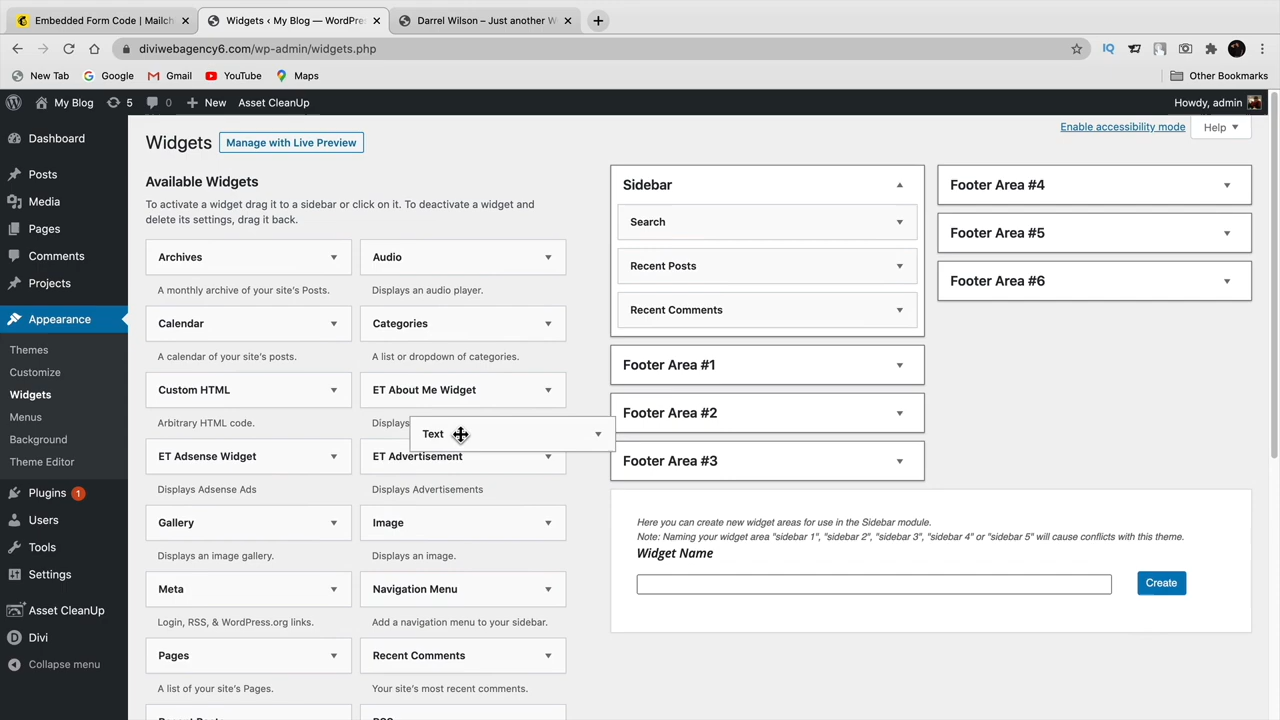 Embedded Form Code | Mailch
Widgets ‹ My Blog — WordPre
Darrel Wilson – Just another W
diviwebagency6.com/wp-admin/widgets.php
New Tab
Google
Gmail
YouTube
Maps
Other Bookmarks
My Blog
5
0
New
Asset CleanUp
Howdy, admin
Dashboard
Posts
Media
Pages
Comments
Projects
Appearance
Themes
Customize
Widgets
Menus
Background
Theme Editor
Plugins 1
Users
Tools
Settings
Asset CleanUp
Divi
Collapse menu
Enable accessibility mode
Help
Widgets
Manage with Live Preview
Available Widgets
To activate a widget drag it to a sidebar or click on it. To deactivate a widget and
delete its settings, drag it back.
Archives
A monthly archive of your site's Posts.
Audio
Displays an audio player.
Calendar
A calendar of your site's posts.
Categories
A list or dropdown of categories.
Custom HTML
Arbitrary HTML code.
ET About Me Widget
Displays
Text
ET Adsense Widget
Displays Adsense Ads
ET Advertisement
Displays Advertisements
Gallery
Displays an image gallery.
Image
Displays an image.
Meta
Login, RSS, & WordPress.org links.
Navigation Menu
Add a navigation menu to your sidebar.
Pages
A list of your site's Pages.
Recent Comments
Your site's most recent comments.
Sidebar
Search
Recent Posts
Recent Comments
Footer Area #1
Footer Area #2
Footer Area #3
Footer Area #4
Footer Area #5
Footer Area #6
Here you can create new widget areas for use in the Sidebar module.
Note: Naming your widget area "sidebar 1", "sidebar 2", "sidebar 3", "sidebar 4" or "sidebar 5" will cause conflicts with this theme.
Widget Name
Create